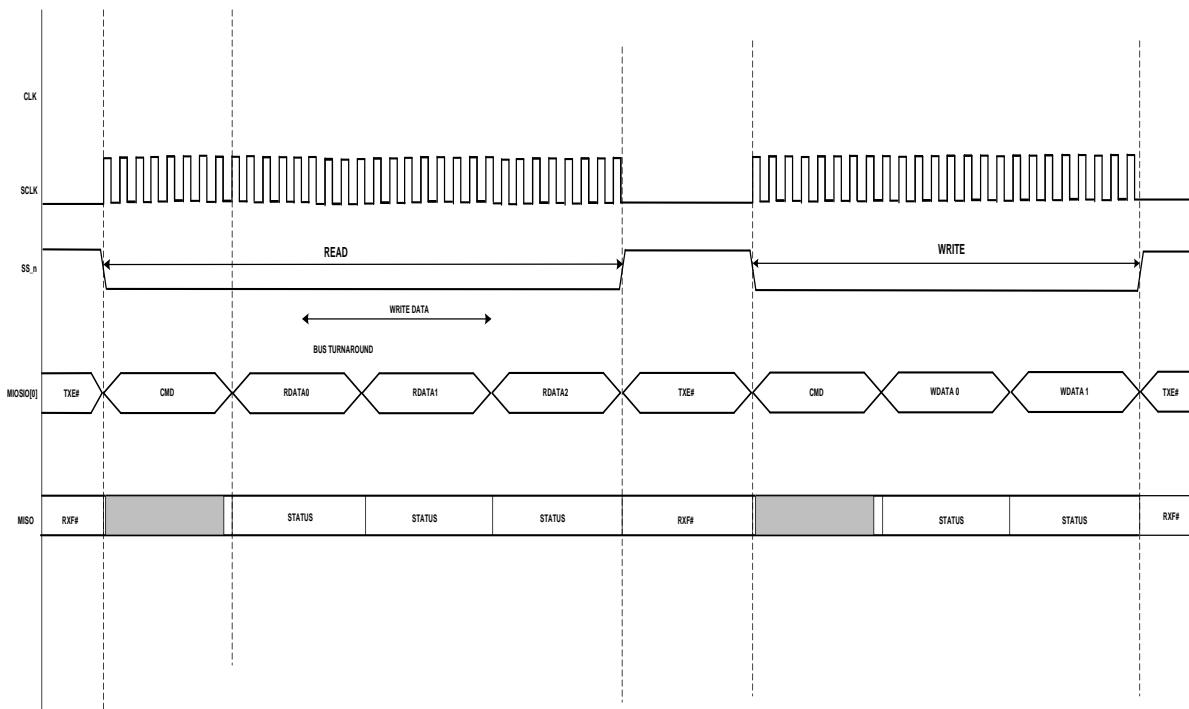 CLK
SCLK
READ
WRITE
SS_n
WRITE DATA
BUS TURNAROUND
MIOSIO[0] TXE# CMD RDATA0 RDATA1 RDATA2 TXE# CMD WDATA 0 WDATA 1 TXE#
MISO RXF# STATUS STATUS STATUS RXF# STATUS STATUS RXF#